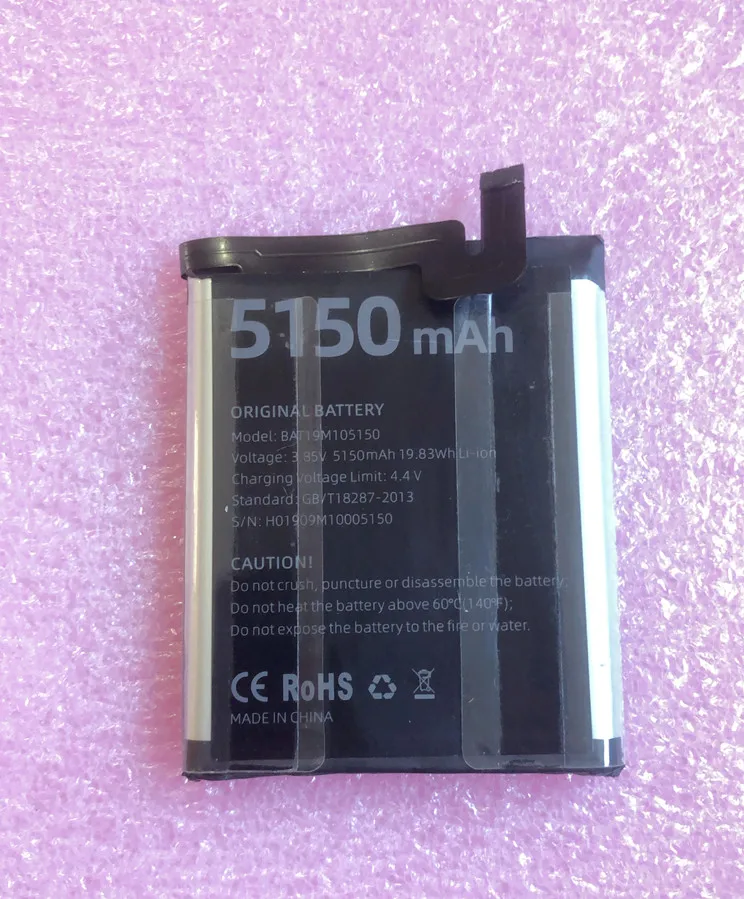 5150 mAh
ORIGINAL BATTERY
Model: BAT19M105150
Voltage: 3.85V 5150mAh 19.83Wh Li-ion
Charging Voltage Limit: 4.4 V
Standard: GB/T18287-2013
S/N: H01909M10005150
CAUTION!
Do not crush, puncture or disassemble the battery;
Do not heat the battery above 60℃(140℉);
Do not expose the battery to the fire or water.
CE RoHS
MADE IN CHINA